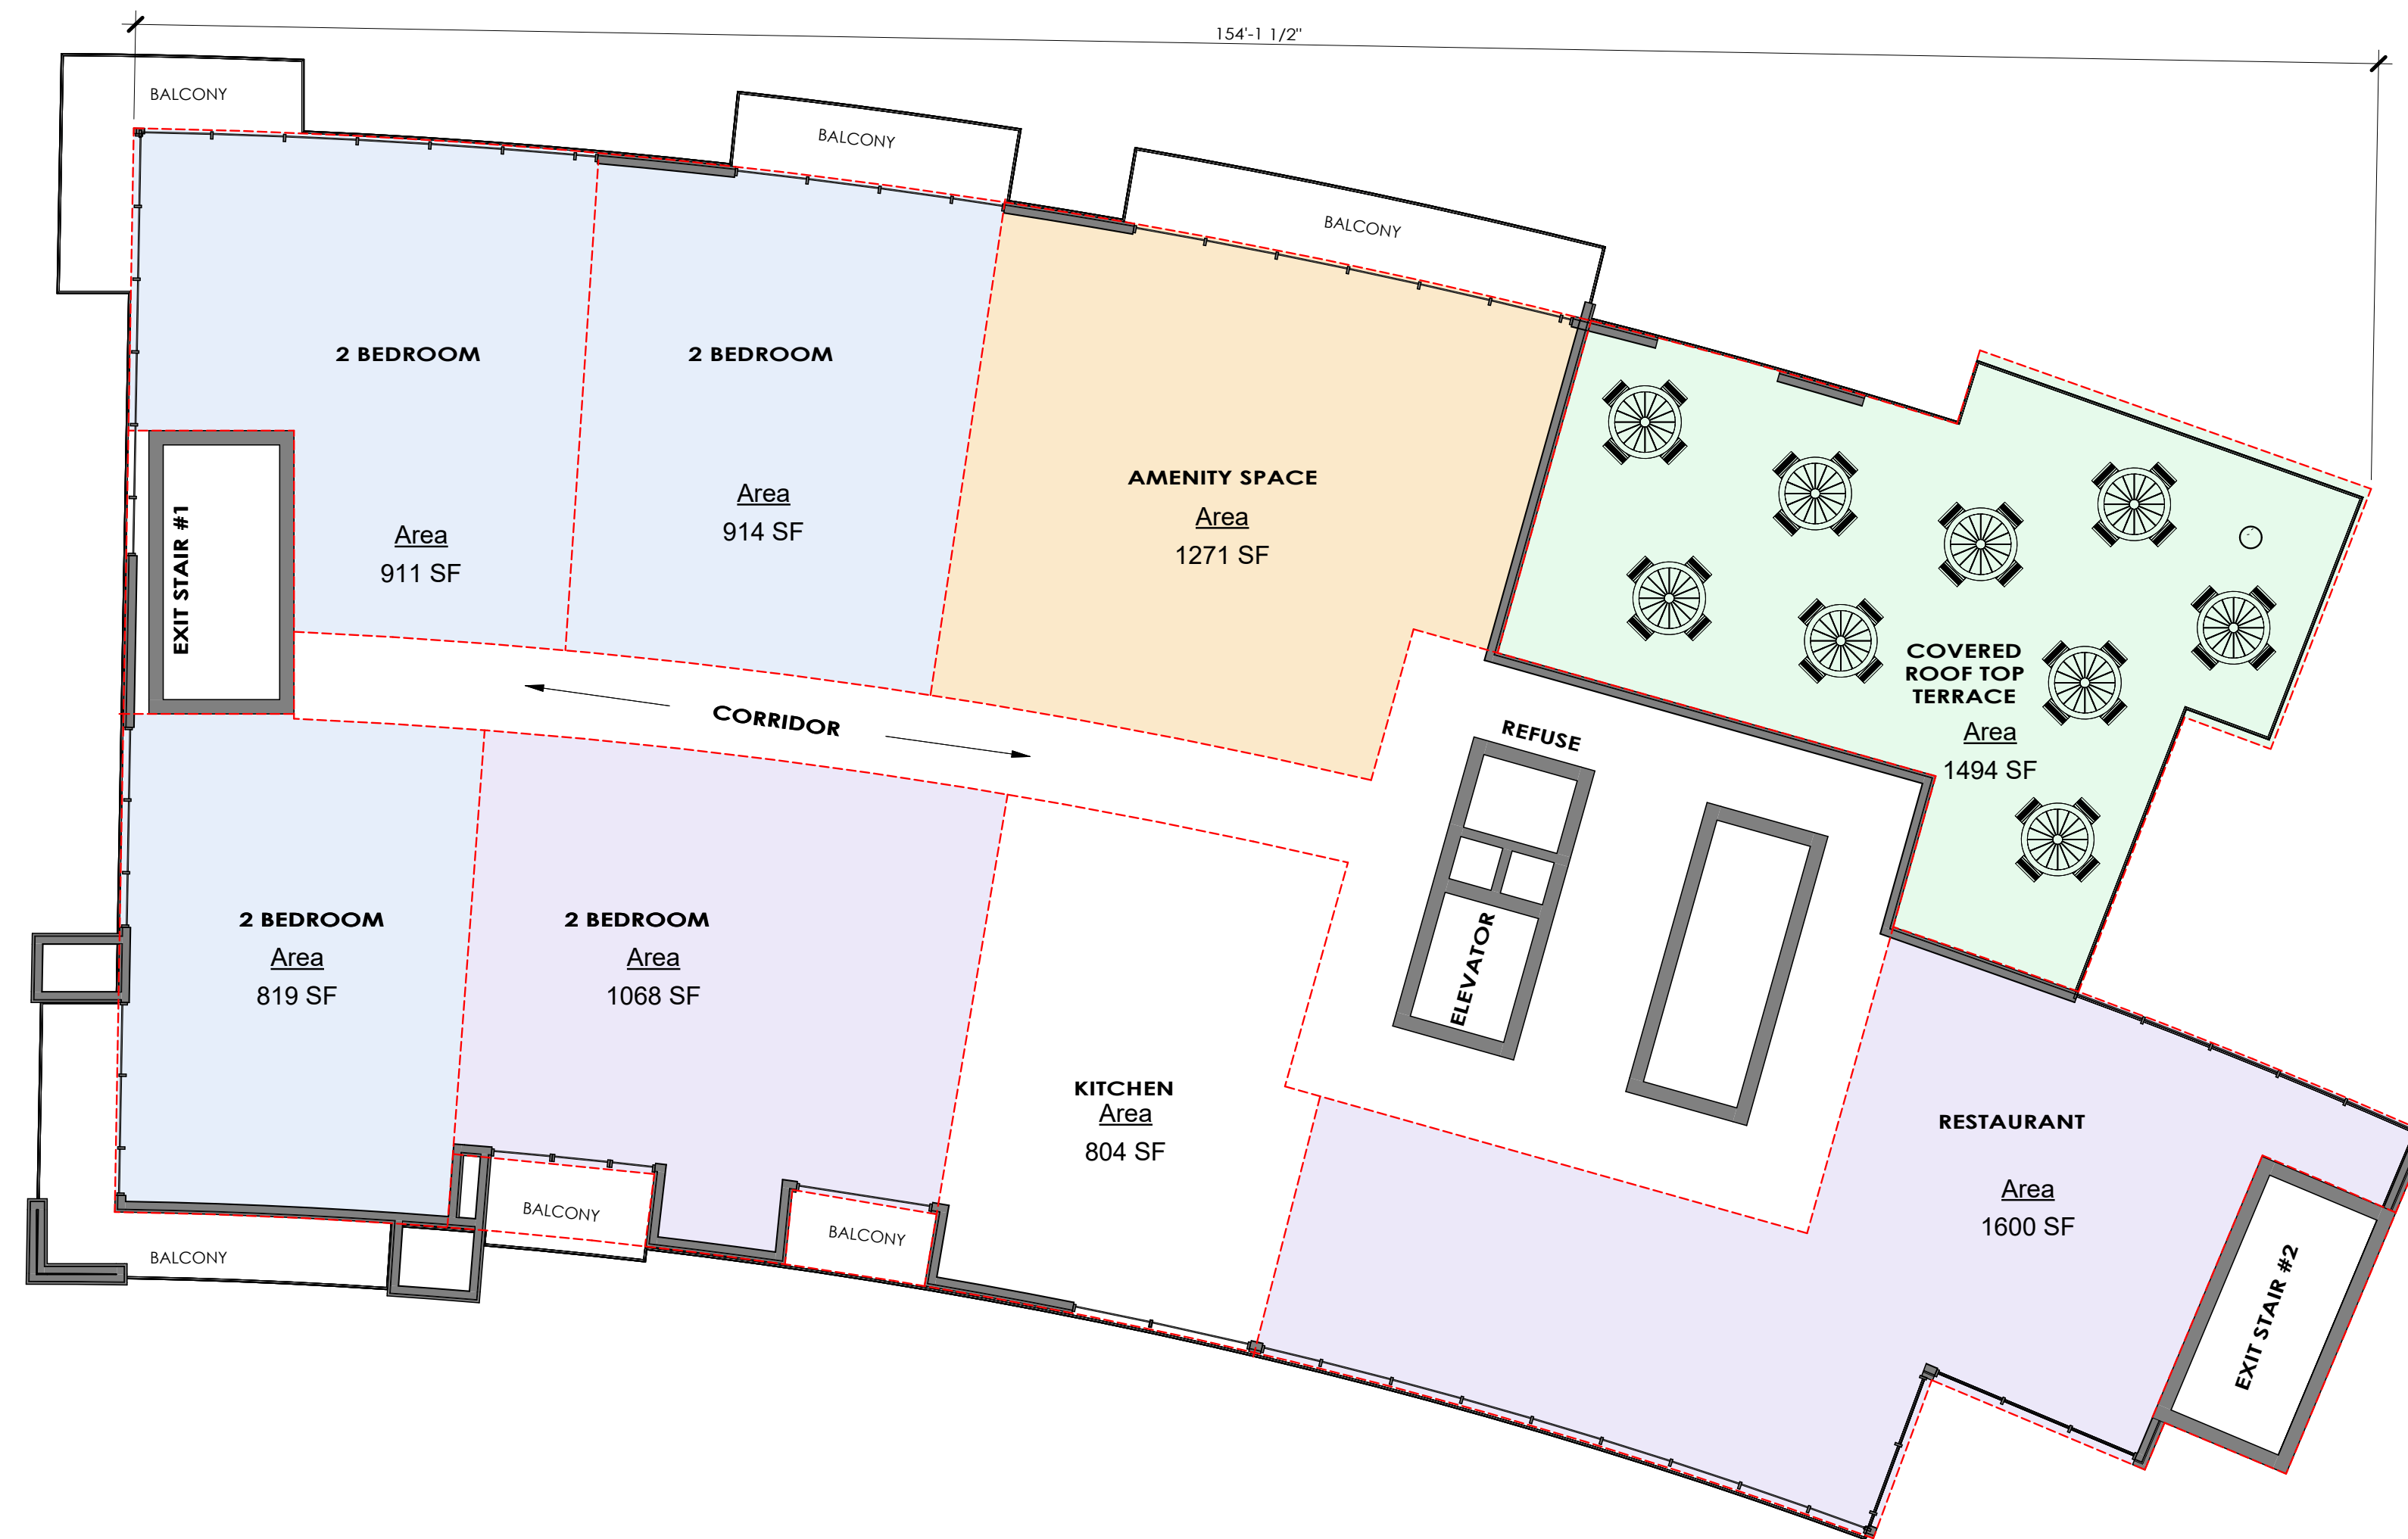 154'-1 1/2"
BALCONY
BALCONY
BALCONY
2 BEDROOM
Area
911 SF
2 BEDROOM
Area
914 SF
AMENITY SPACE
Area
1271 SF
EXIT STAIR #1
COVERED
ROOF TOP
TERRACE
Area
1494 SF
CORRIDOR
REFUSE
ELEVATOR
2 BEDROOM
Area
819 SF
2 BEDROOM
Area
1068 SF
KITCHEN
Area
804 SF
RESTAURANT
Area
1600 SF
EXIT STAIR #2
BALCONY
BALCONY
BALCONY